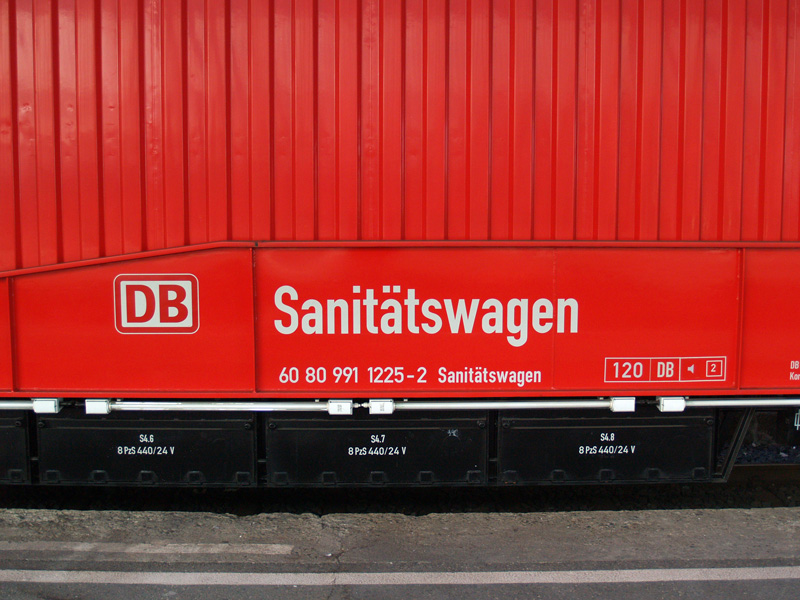 DB
Sanitätswagen
60 80 991 1225-2 Sanitätswagen
120 DB 2
DB
S4.6
8 PzS 440/24 V
S4.7
8 PzS 440/24 V
S4.8
8 PzS 440/24 V